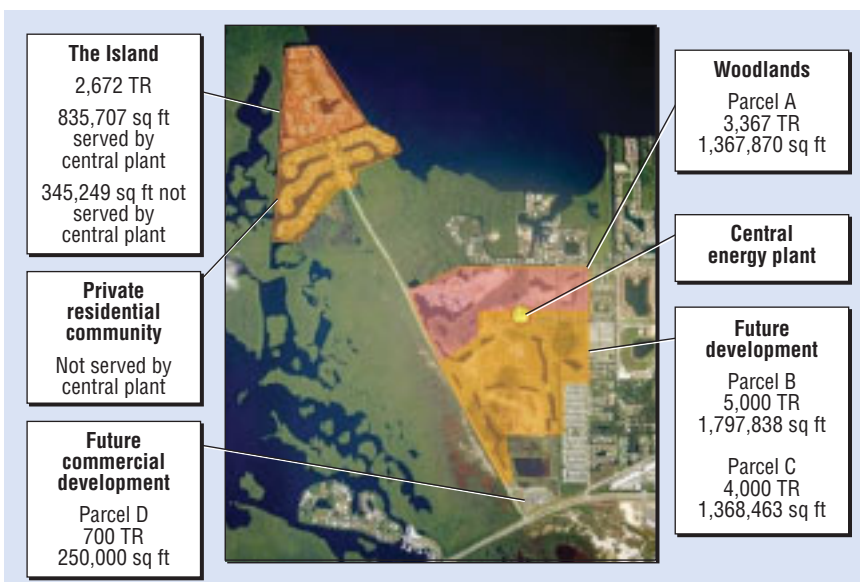 The Island
2,672 TR
835,707 sq ft
served by
central plant
345,249 sq ft not
served by
central plant
Private
residential
community
Not served by
central plant
Future
commercial
development
Parcel D
700 TR
250,000 sq ft
Woodlands
Parcel A
3,367 TR
1,367,870 sq ft
Central
energy plant
Future
development
Parcel B
5,000 TR
1,797,838 sq ft
Parcel C
4,000 TR
1,368,463 sq ft